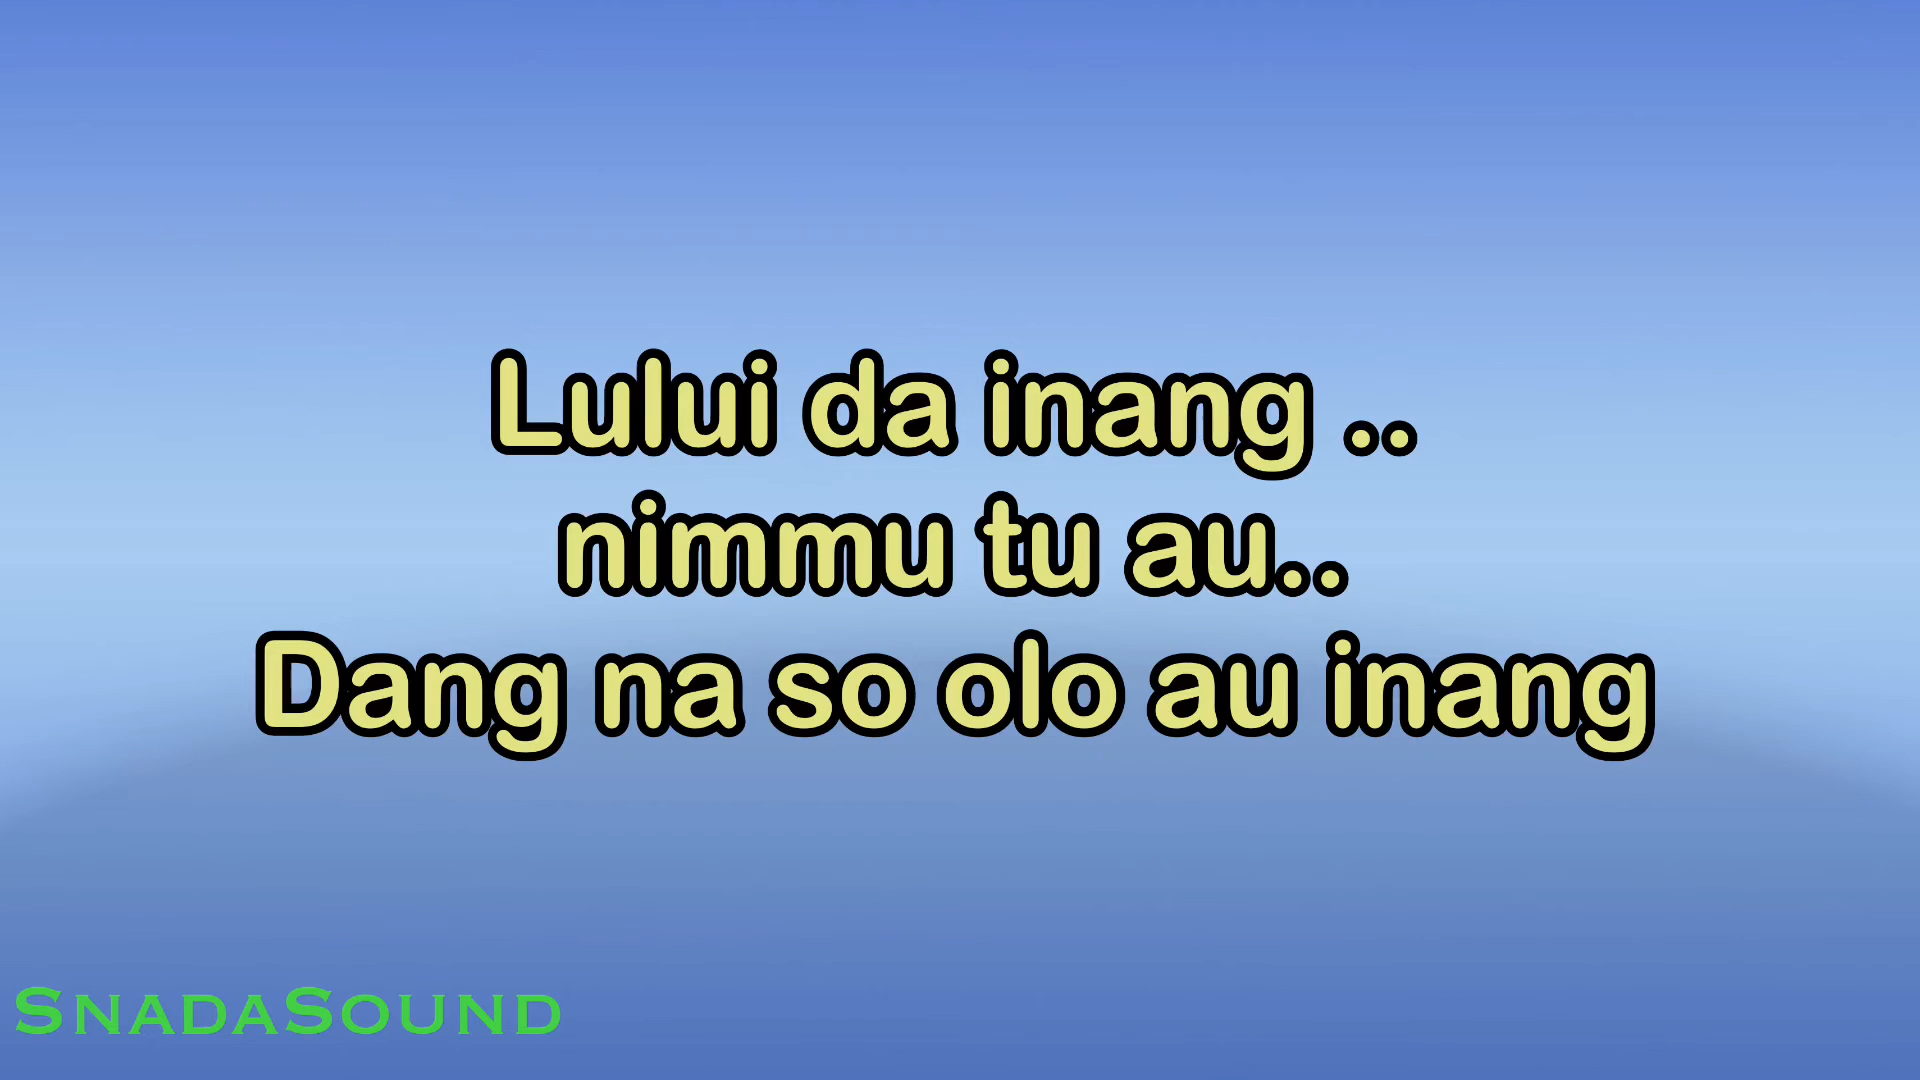 Lului da inang ..
nimmu tu au..
Dang na so olo au inang
SNADASOUND